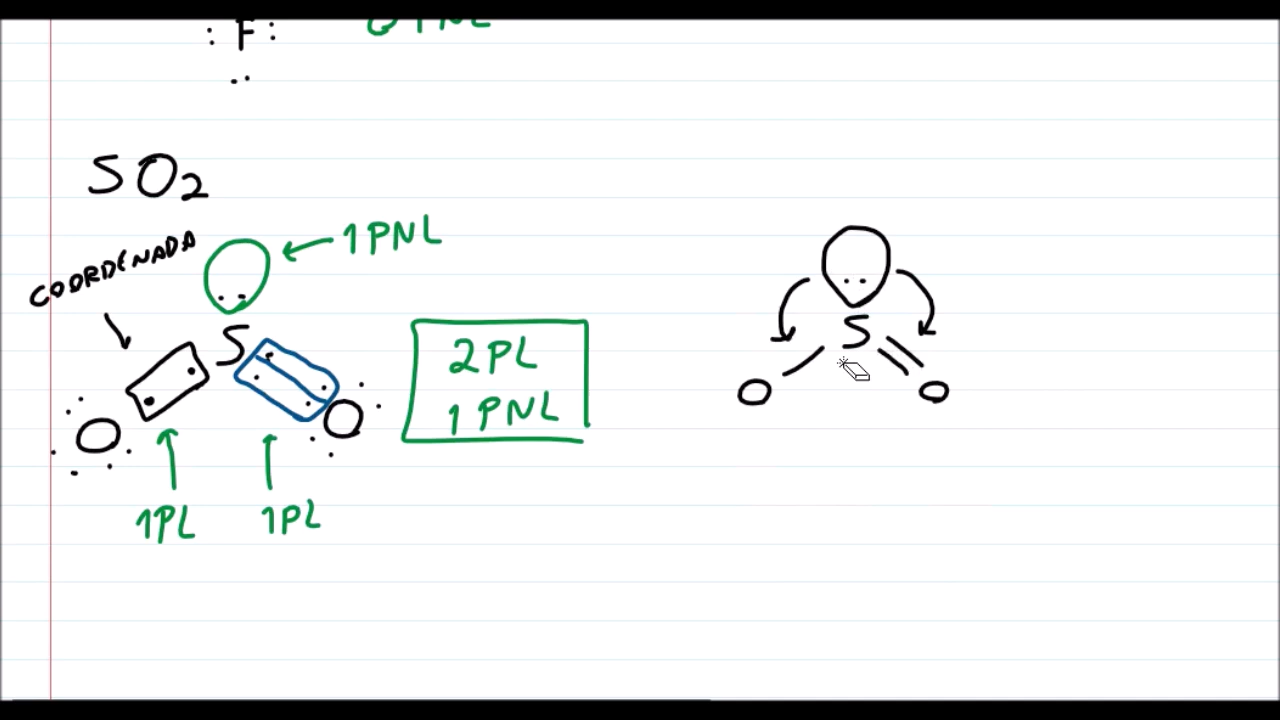 : F :
SO₂
COORDENADA
1PNL
S
O
O
2PL
1PNL
1PL
1PL
S
O
O